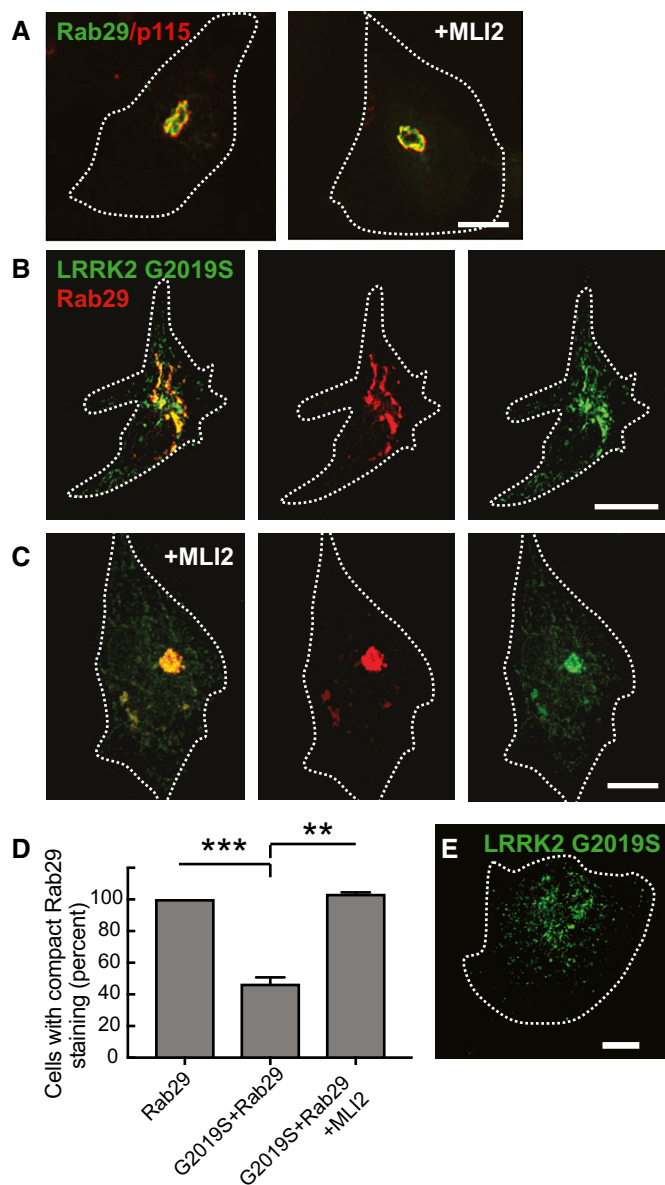 A
Rab29/p115
+MLI2
B
LRRK2 G2019S
Rab29
C
+MLI2
D
*** **
Cells with compact Rab29
staining (percent)
100
80
60
40
20
0
Rab29
G2019S+Rab29
G2019S+Rab29
+MLI2
E
LRRK2 G2019S